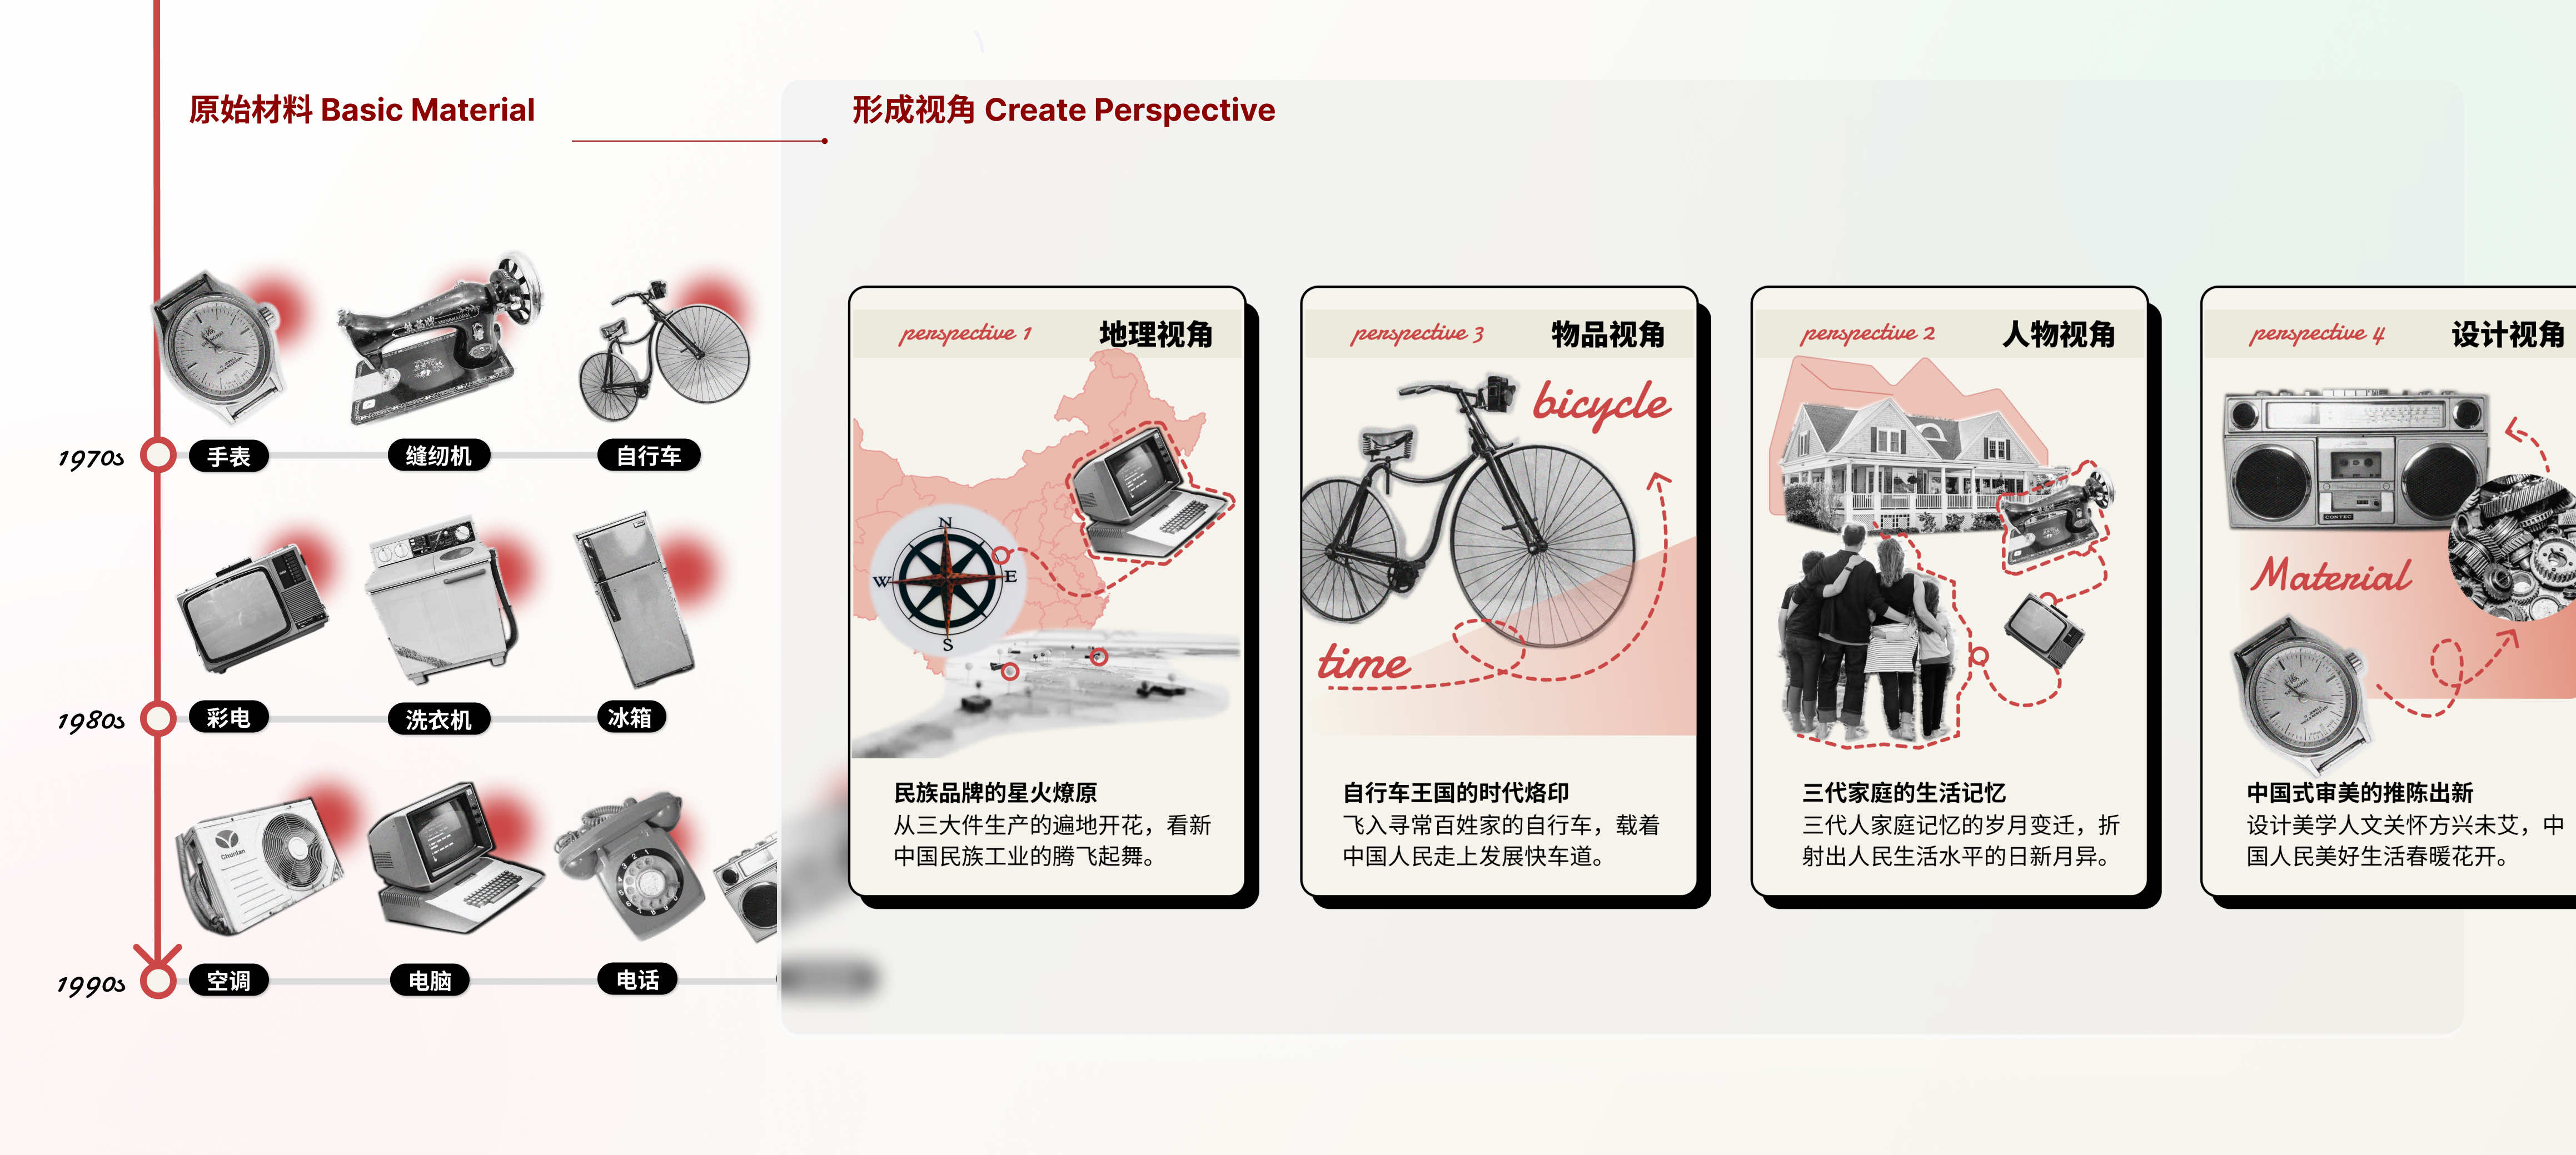 原始材料 Basic Material
形成视角 Create Perspective
1970s
手表
缝纫机
自行车
1980s
彩电
洗衣机
冰箱
Chunlan
1990s
空调
电脑
电话
perspective 1
地理视角
N
W
E
S
民族品牌的星火燎原
从三大件生产的遍地开花，看新
中国民族工业的腾飞起舞。
perspective 3
物品视角
bicycle
time
自行车王国的时代烙印
飞入寻常百姓家的自行车，载着
中国人民走上发展快车道。
perspective 2
人物视角
三代家庭的生活记忆
三代人家庭记忆的岁月变迁，折
射出人民生活水平的日新月异。
perspective 4
设计视角
CONTEC
Material
中国式审美的推陈出新
设计美学人文关怀方兴未艾，中
国人民美好生活春暖花开。